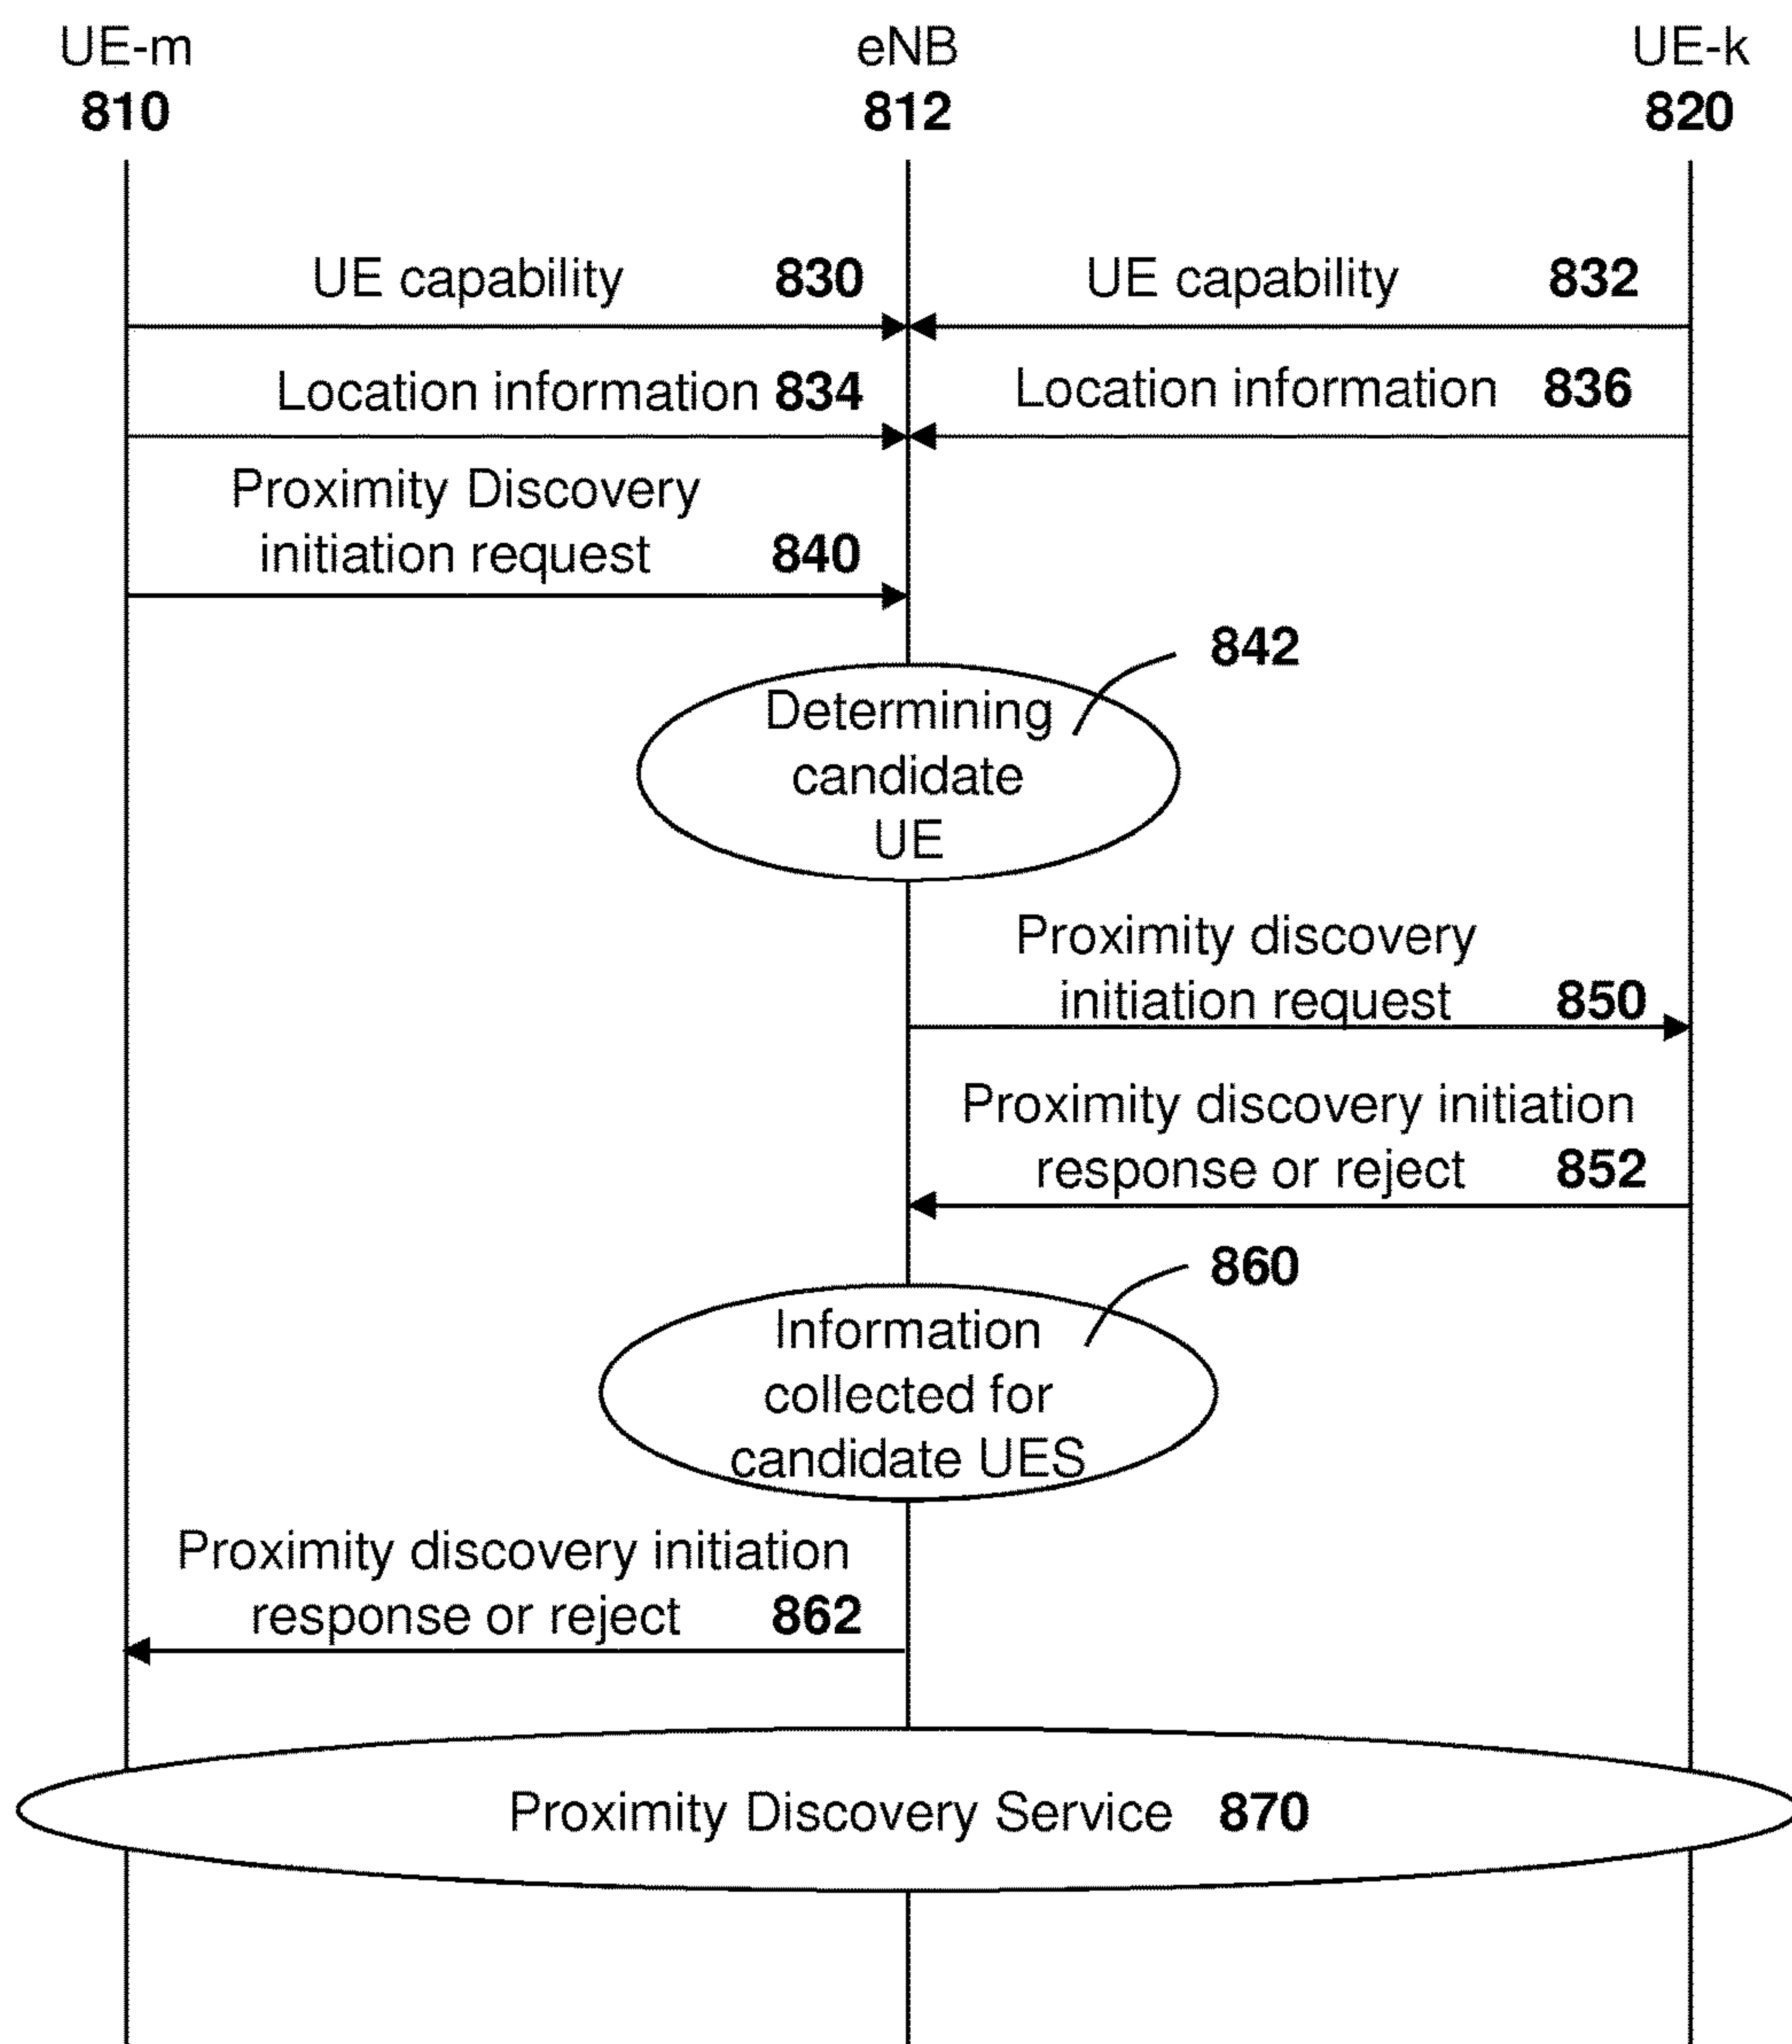 UE-m
810
eNB
812
UE-k
820
UE capability 830
UE capability 832
Location information 834
Location information 836
Proximity Discovery
initiation request 840
842
Determining
candidate
UE
Proximity discovery
initiation request 850
Proximity discovery initiation
response or reject 852
860
Information
collected for
candidate UES
Proximity discovery initiation
response or reject 862
Proximity Discovery Service 870